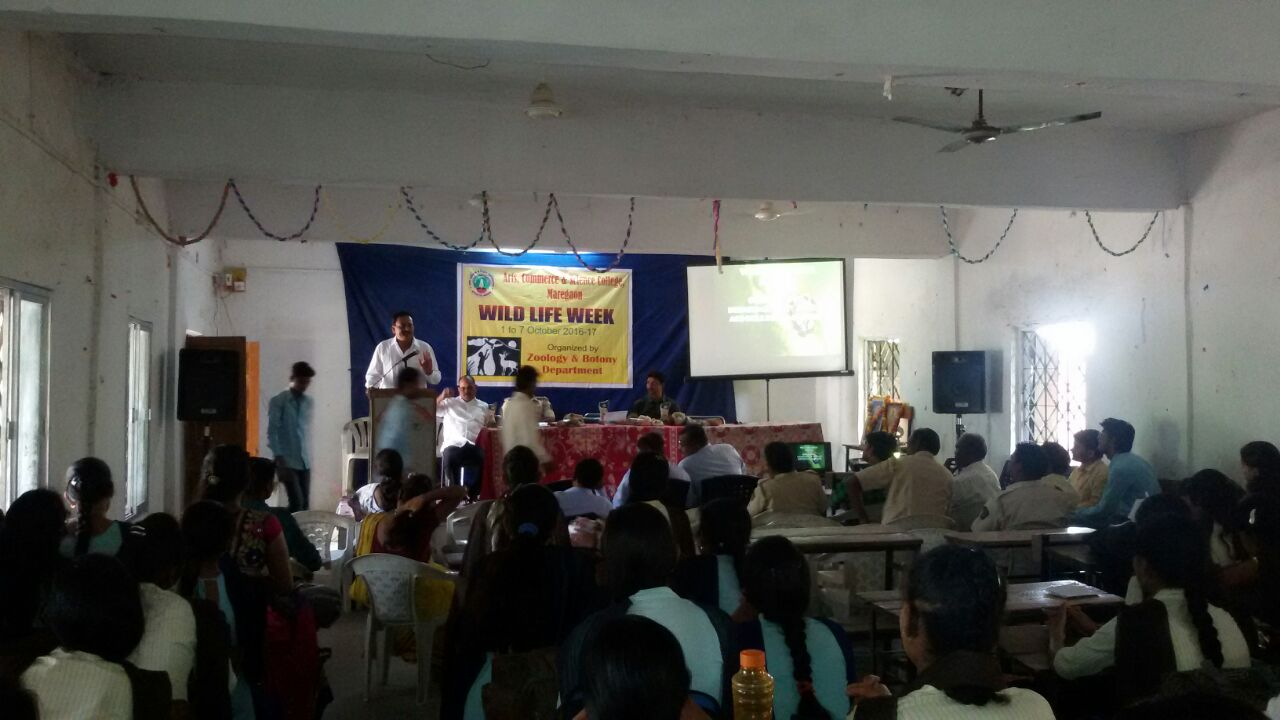 Arts, Commerce & Science College,
Maregaon
WILD LIFE WEEK
1 to 7 October 2016-17
Organized by
Zoology & Botony
Department